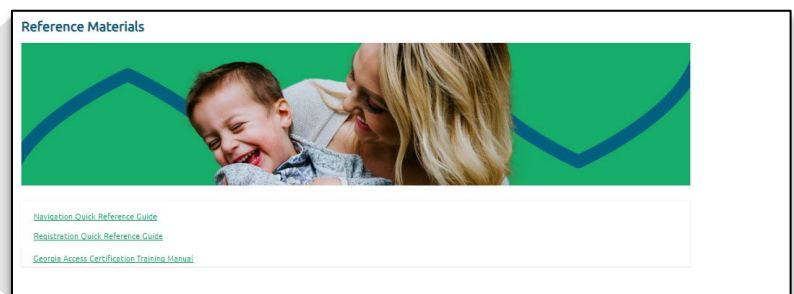 Reference Materials
Navigation Quick Reference Guide
Registration Quick Reference Guide
Georgia Access Certification Training Manual